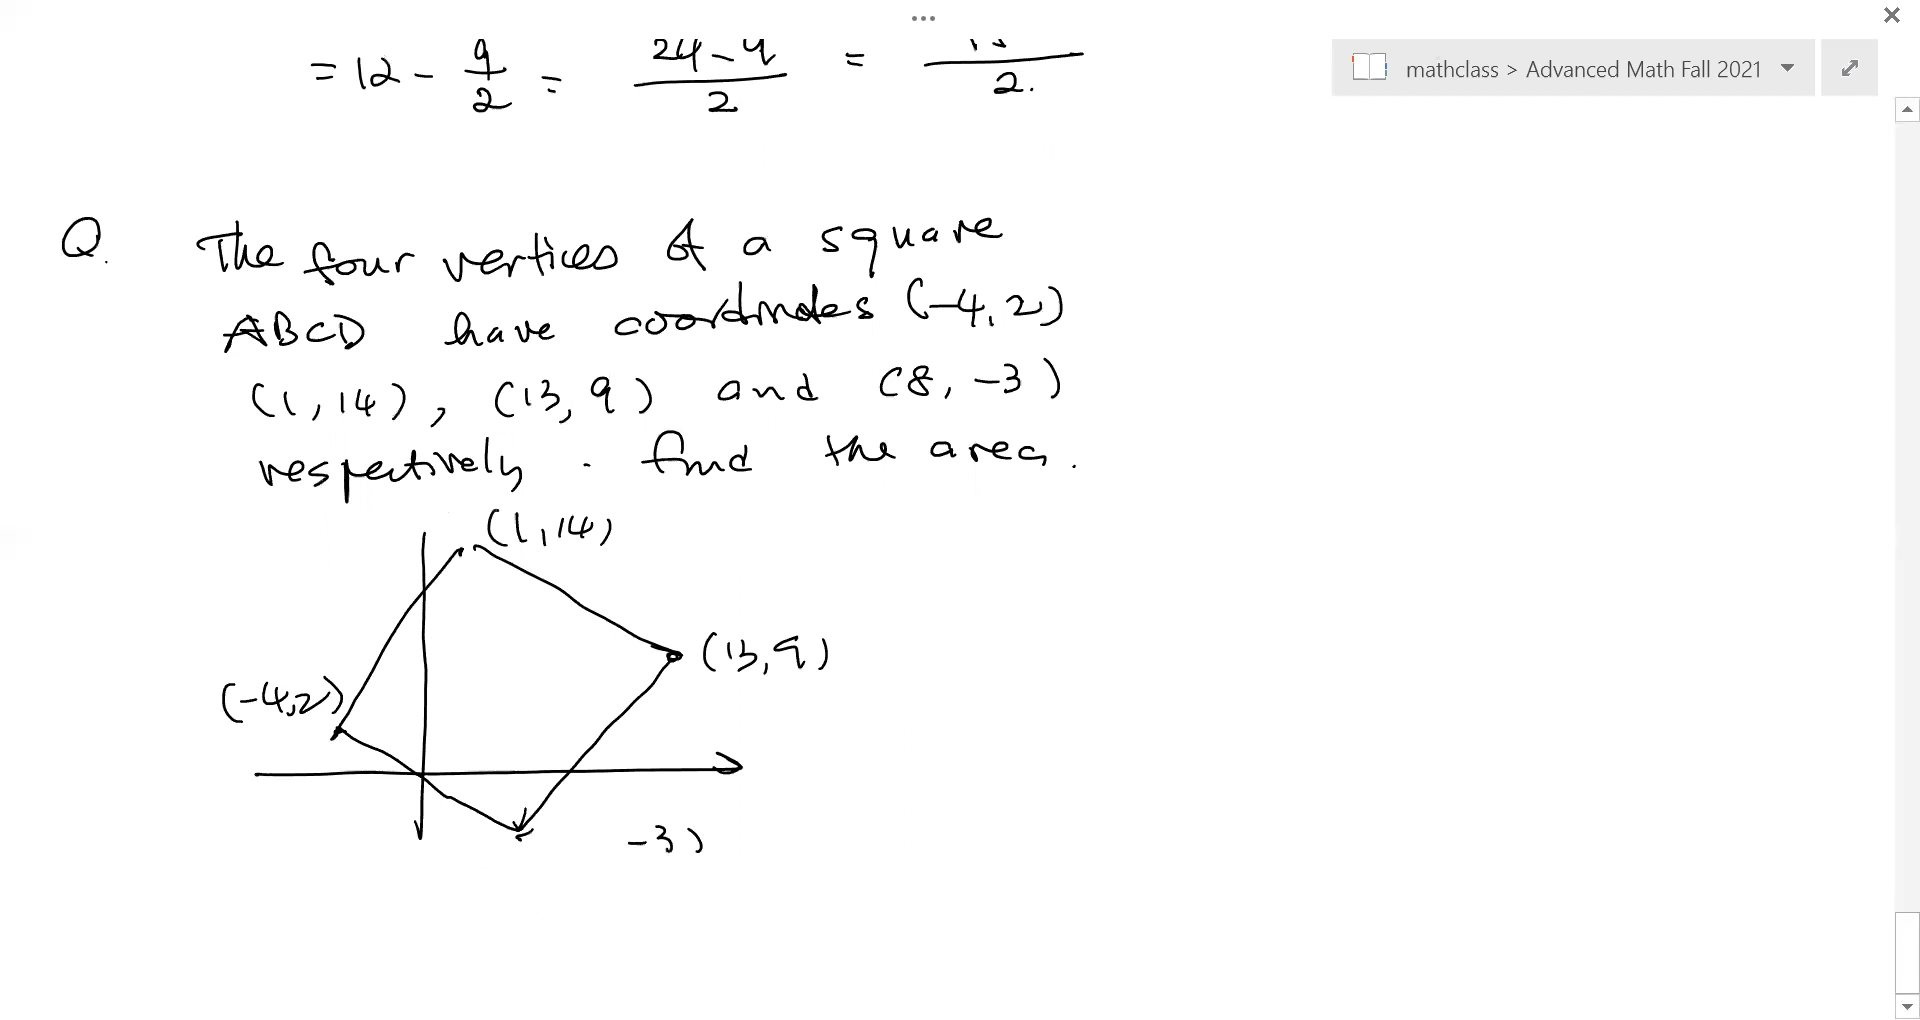 mathclass > Advanced Math Fall 2021
= 12 - 9/2 = 24-9/2 = /2.
Q. The four vertices of a square
ABCD have coordinates (-4,2)
(1,14), (13,9) and (8,-3)
respectively. find the area.
(1,14)
(13,9)
(-4,2)
-3)